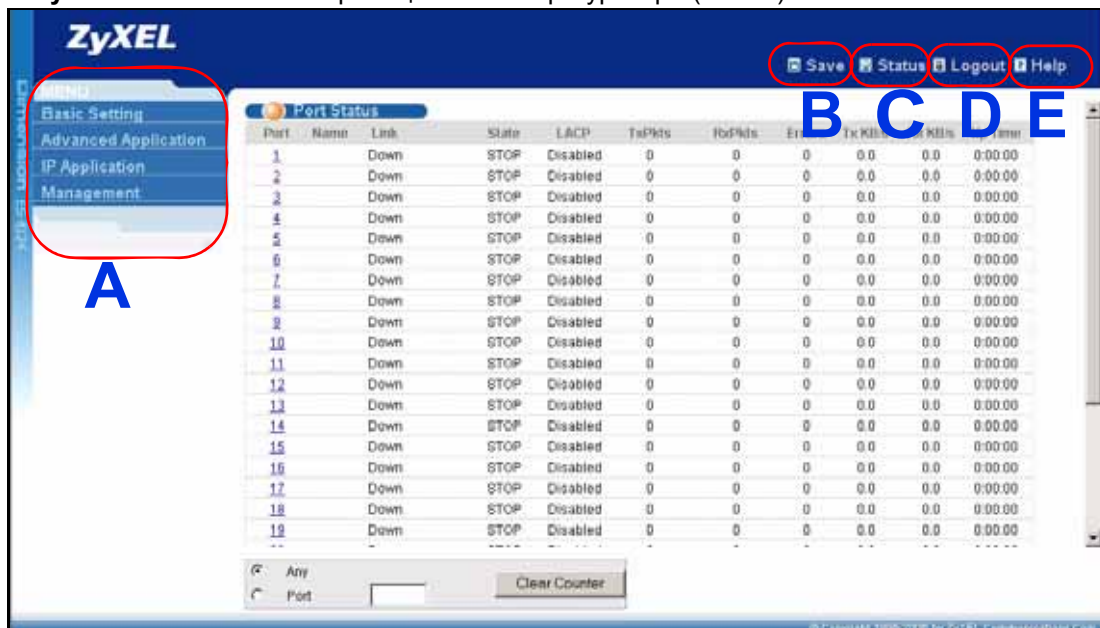 ZyXEL
Save Status Logout Help
B C D E
MENU
Basic Setting
Advanced Application
IP Application
Management
A
Port Status
Port Name Link State LACP TxPkts RxPkts Tx KB/s KB/s Time
1 Down STOP Disabled 0 0 0 0.0 0.0 0:00:00
2 Down STOP Disabled 0 0 0 0.0 0.0 0:00:00
3 Down STOP Disabled 0 0 0 0.0 0.0 0:00:00
4 Down STOP Disabled 0 0 0 0.0 0.0 0:00:00
5 Down STOP Disabled 0 0 0 0.0 0.0 0:00:00
6 Down STOP Disabled 0 0 0 0.0 0.0 0:00:00
7 Down STOP Disabled 0 0 0 0.0 0.0 0:00:00
8 Down STOP Disabled 0 0 0 0.0 0.0 0:00:00
9 Down STOP Disabled 0 0 0 0.0 0.0 0:00:00
10 Down STOP Disabled 0 0 0 0.0 0.0 0:00:00
11 Down STOP Disabled 0 0 0 0.0 0.0 0:00:00
12 Down STOP Disabled 0 0 0 0.0 0.0 0:00:00
13 Down STOP Disabled 0 0 0 0.0 0.0 0:00:00
14 Down STOP Disabled 0 0 0 0.0 0.0 0:00:00
15 Down STOP Disabled 0 0 0 0.0 0.0 0:00:00
16 Down STOP Disabled 0 0 0 0.0 0.0 0:00:00
17 Down STOP Disabled 0 0 0 0.0 0.0 0:00:00
18 Down STOP Disabled 0 0 0 0.0 0.0 0:00:00
19 Down STOP Disabled 0 0 0 0.0 0.0 0:00:00
Any
Port
Clear Counter